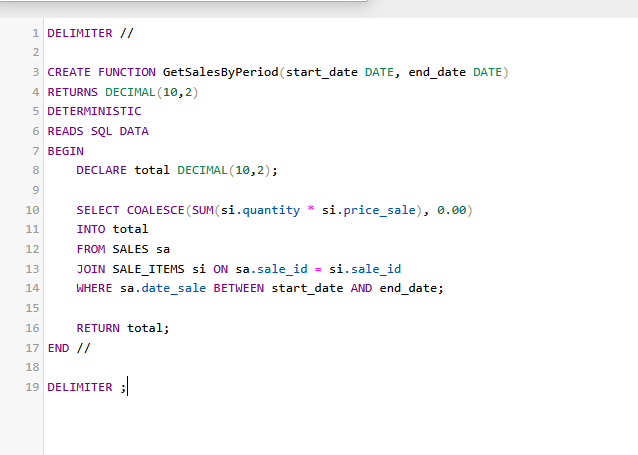 1 DELIMITER //
2
3 CREATE FUNCTION GetSalesByPeriod(start_date DATE, end_date DATE)
4 RETURNS DECIMAL(10,2)
5 DETERMINISTIC
6 READS SQL DATA
7 BEGIN
8     DECLARE total DECIMAL(10,2);
9
10     SELECT COALESCE(SUM(si.quantity * si.price_sale), 0.00)
11     INTO total
12     FROM SALES sa
13     JOIN SALE_ITEMS si ON sa.sale_id = si.sale_id
14     WHERE sa.date_sale BETWEEN start_date AND end_date;
15
16     RETURN total;
17 END //
18
19 DELIMITER ;